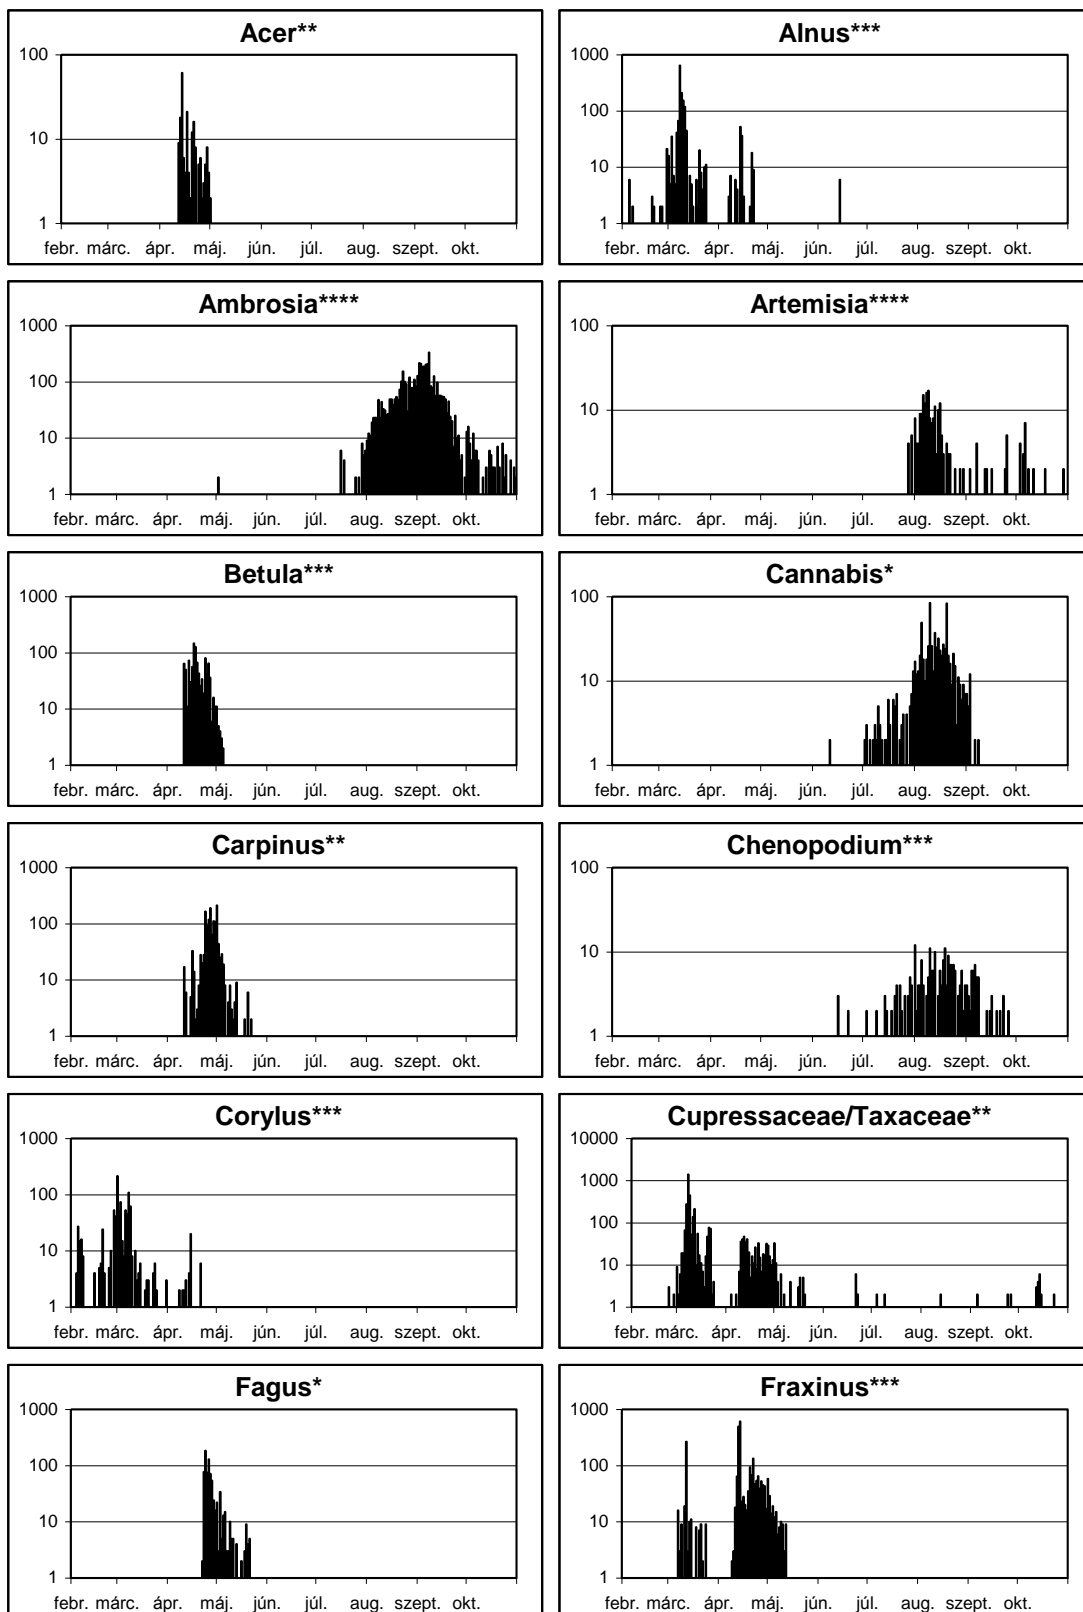 Acer**
100
10
1
febr. márc. ápr. máj. jún. júl. aug. szept. okt.
Alnus***
1000
100
10
1
febr. márc. ápr. máj. jún. júl. aug. szept. okt.
Ambrosia****
1000
100
10
1
febr. márc. ápr. máj. jún. júl. aug. szept. okt.
Artemisia****
100
10
1
febr. márc. ápr. máj. jún. júl. aug. szept. okt.
Betula***
1000
100
10
1
febr. márc. ápr. máj. jún. júl. aug. szept. okt.
Cannabis*
100
10
1
febr. márc. ápr. máj. jún. júl. aug. szept. okt.
Carpinus**
1000
100
10
1
febr. márc. ápr. máj. jún. júl. aug. szept. okt.
Chenopodium***
100
10
1
febr. márc. ápr. máj. jún. júl. aug. szept. okt.
Corylus***
1000
100
10
1
febr. márc. ápr. máj. jún. júl. aug. szept. okt.
Cupressaceae/Taxaceae**
10000
1000
100
10
1
febr. márc. ápr. máj. jún. júl. aug. szept. okt.
Fagus*
1000
100
10
1
febr. márc. ápr. máj. jún. júl. aug. szept. okt.
Fraxinus***
1000
100
10
1
febr. márc. ápr. máj. jún. júl. aug. szept. okt.